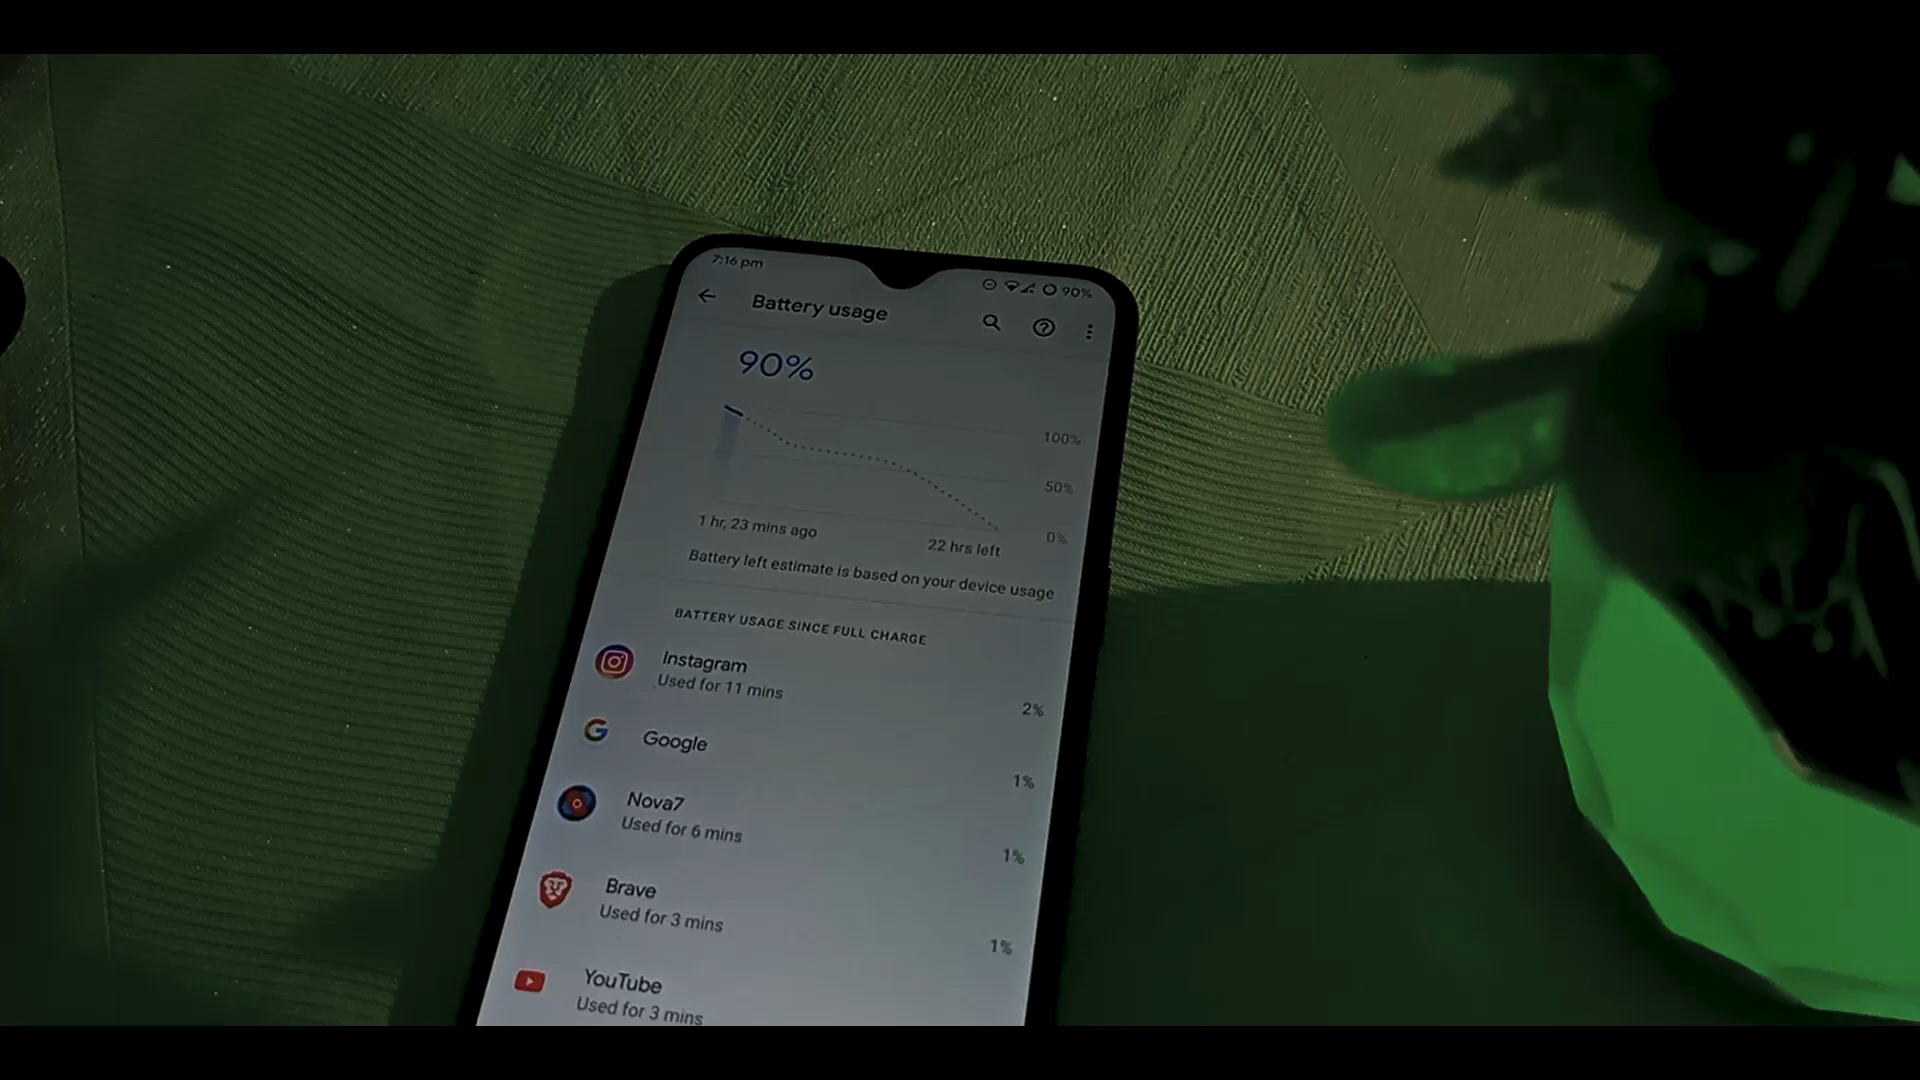 7:16 pm
90%
Battery usage
90%
100%
50%
0%
1 hr, 23 mins ago
22 hrs left
Battery left estimate is based on your device usage
BATTERY USAGE SINCE FULL CHARGE
Instagram
Used for 11 mins
2%
Google
1%
Nova7
Used for 6 mins
1%
Brave
Used for 3 mins
1%
YouTube
Used for 3 mins